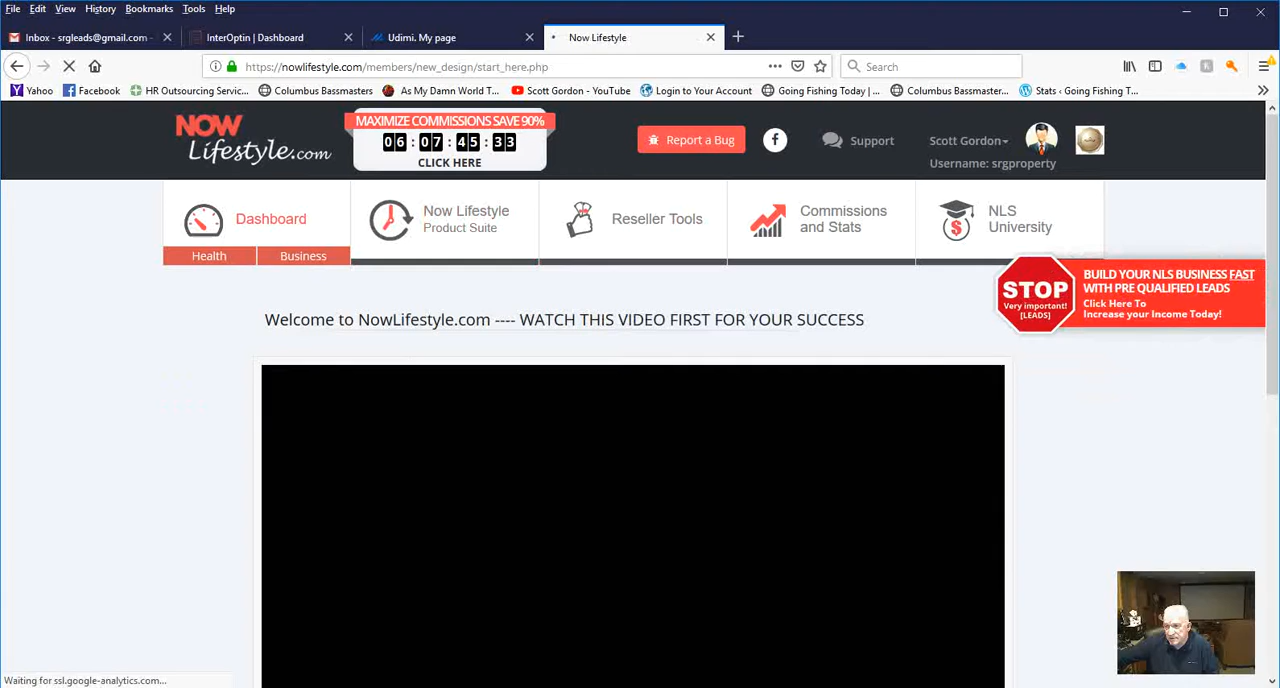 File Edit View History Bookmarks Tools Help
Inbox - srgleads@gmail.com -
InterOptin | Dashboard
Udimi. My page
Now Lifestyle
https://nowlifestyle.com/members/new_design/start_here.php
Search
Yahoo Facebook HR Outsourcing Servic... Columbus Bassmasters As My Damn World T... Scott Gordon - YouTube Login to Your Account Going Fishing Today |... Columbus Bassmaster... Stats ‹ Going Fishing T...
NOW
Lifestyle.com
MAXIMIZE COMMISSIONS SAVE 90%
06:07:45:33
CLICK HERE
Report a Bug
Support
Scott Gordon
Username: srgproperty
Dashboard
Health Business
Now Lifestyle
Product Suite
Reseller Tools
Commissions
and Stats
NLS
University
STOP
Very important!
[LEADS]
BUILD YOUR NLS BUSINESS FAST
WITH PRE QUALIFIED LEADS
Click Here To
Increase your Income Today!
Welcome to NowLifestyle.com ---- WATCH THIS VIDEO FIRST FOR YOUR SUCCESS
Waiting for ssl.google-analytics.com...